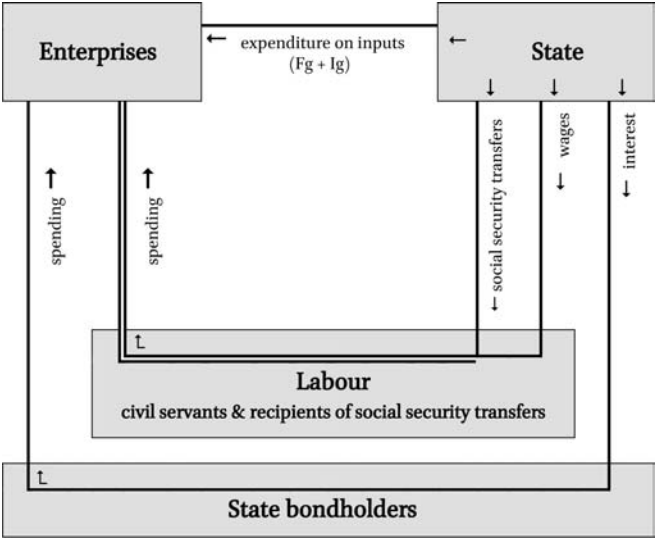 Enterprises
expenditure on inputs
(Fg + Ig)
State
spending
spending
social security transfers
wages
interest
Labour
civil servants & recipients of social security transfers
State bondholders